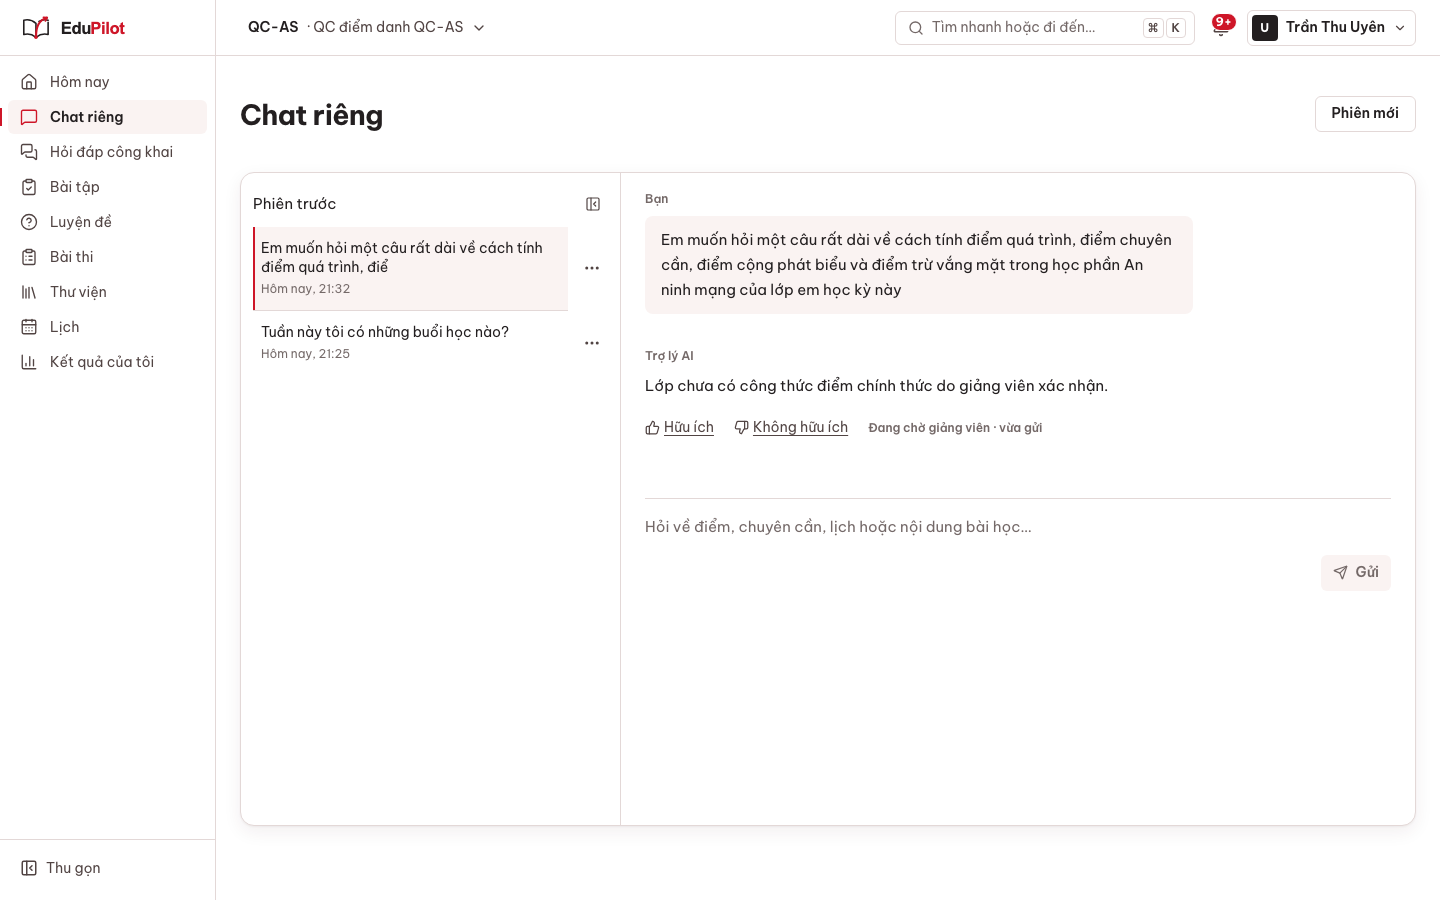 EduPilot
QC-AS · QC điểm danh QC-AS
Tìm nhanh hoặc đi đến...
⌘ K
9+
U
Trần Thu Uyên
Hôm nay
Chat riêng
Hỏi đáp công khai
Bài tập
Luyện đề
Bài thi
Thư viện
Lịch
Kết quả của tôi
Thu gọn
Chat riêng
Phiên mới
Phiên trước
Em muốn hỏi một câu rất dài về cách tính
điểm quá trình, điể
Hôm nay, 21:32
Tuần này tôi có những buổi học nào?
Hôm nay, 21:25
Bạn
Em muốn hỏi một câu rất dài về cách tính điểm quá trình, điểm chuyên
cần, điểm cộng phát biểu và điểm trừ vắng mặt trong học phần An
ninh mạng của lớp em học kỳ này
Trợ lý AI
Lớp chưa có công thức điểm chính thức do giảng viên xác nhận.
Hữu ích
Không hữu ích
Đang chờ giảng viên · vừa gửi
Hỏi về điểm, chuyên cần, lịch hoặc nội dung bài học...
Gửi